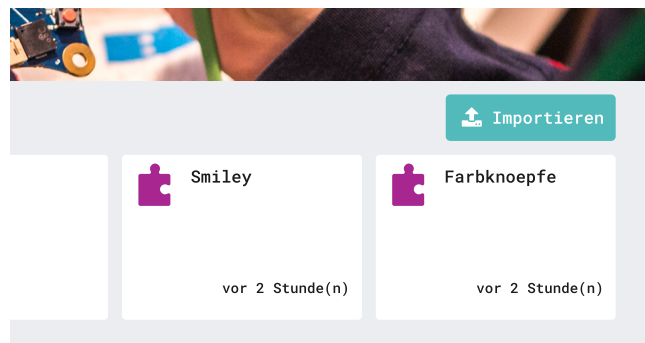 Importieren
Smiley
Farbknoepfe
vor 2 Stunde(n)
vor 2 Stunde(n)